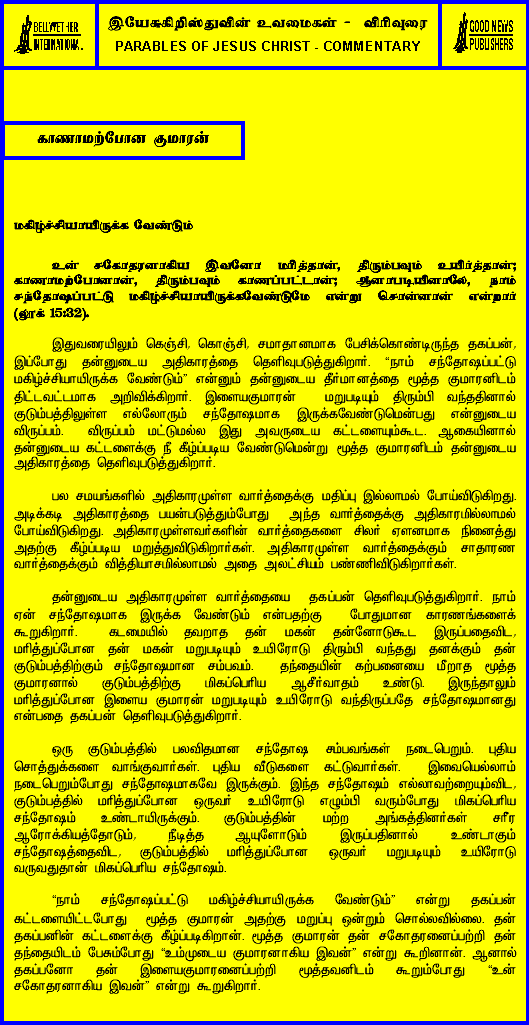 BELLWETHER
INTERNATIONAL
இயேசுகிறிஸ்துவின் உவமைகள் - விரிவுரை
PARABLES OF JESUS CHRIST - COMMENTARY
GOOD NEWS
PUBLISHERS
காணாமற்போன குமாரன்
மகிழ்ச்சியாயிருக்க வேண்டும்
உன் சகோதரனாகிய இவனோ மரித்தான், திரும்பவும் உயிர்த்தான்;
காணாமற்போனான், திரும்பவும் காணப்பட்டான்; ஆனபடியினாலே, நாம்
சந்தோஷப்பட்டு மகிழ்ச்சியாயிருக்கவேண்டுமே என்று சொன்னான் என்றார்
(லூக் 15:32).
இதுவரையிலும் கெஞ்சி, கொஞ்சி, சமாதானமாக பேசிக்கொண்டிருந்த தகப்பன்,
இப்போது தன்னுடைய அதிகாரத்தை தெளிவுபடுத்துகிறார். “நாம் சந்தோஷப்பட்டு
மகிழ்ச்சியாயிருக்க வேண்டும்” என்னும் தன்னுடைய தீர்மானத்தை மூத்த குமாரனிடம்
திட்டவட்டமாக அறிவிக்கிறார். இளையகுமாரன் மறுபடியும் திரும்பி வந்ததினால்
குடும்பத்திலுள்ள எல்லோரும் சந்தோஷமாக இருக்கவேண்டுமென்பது என்னுடைய
விருப்பம். விருப்பம் மட்டுமல்ல இது அவருடைய கட்டளையும்கூட. ஆகையினால்
தன்னுடைய கட்டளைக்கு நீ கீழ்ப்படிய வேண்டுமென்று மூத்த குமாரனிடம் தன்னுடைய
அதிகாரத்தை தெளிவுபடுத்துகிறார்.
பல சமயங்களில் அதிகாரமுள்ள வார்த்தைக்கு மதிப்பு இல்லாமல் போய்விடுகிறது.
அடிக்கடி அதிகாரத்தை பயன்படுத்தும்போது அந்த வார்த்தைக்கு அதிகாரமில்லாமல்
போய்விடுகிறது. அதிகாரமுள்ளவர்களின் வார்த்தைகளை சிலர் ஏளனமாக நினைத்து
அதற்கு கீழ்ப்படிய மறுத்துவிடுகிறார்கள். அதிகாரமுள்ள வார்த்தைக்கும் சாதாரண
வார்த்தைக்கும் வித்தியாசமில்லாமல் அதை அலட்சியம் பண்ணிவிடுகிறார்கள்.
தன்னுடைய அதிகாரமுள்ள வார்த்தையை தகப்பன் தெளிவுபடுத்துகிறார். நாம்
ஏன் சந்தோஷமாக இருக்க வேண்டும் என்பதற்கு போதுமான காரணங்களைக்
கூறுகிறார். கடமையில் தவறாத தன் மகன் தன்னோடுகூட இருப்பதைவிட,
மரித்துப்போன தன் மகன் மறுபடியும் உயிரோடு திரும்பி வந்தது தனக்கும் தன்
குடும்பத்திற்கும் சந்தோஷமான சம்பவம். தந்தையின் கற்பனையை மீறாத மூத்த
குமாரனால் குடும்பத்திற்கு மிகப்பெரிய ஆசீர்வாதம் உண்டு. இருந்தாலும்
மரித்துப்போன இளைய குமாரன் மறுபடியும் உயிரோடு வந்திருப்பதே சந்தோஷமானது
என்பதை தகப்பன் தெளிவுபடுத்துகிறார்.
ஒரு குடும்பத்தில் பலவிதமான சந்தோஷ சம்பவங்கள் நடைபெறும். புதிய
சொத்துக்களை வாங்குவார்கள். புதிய வீடுகளை கட்டுவார்கள். இவையெல்லாம்
நடைபெறும்போது சந்தோஷமாகவே இருக்கும். இந்த சந்தோஷம் எல்லாவற்றையும்விட,
குடும்பத்தில் மரித்துப்போன ஒருவர் உயிரோடு எழும்பி வரும்போது மிகப்பெரிய
சந்தோஷம் உண்டாயிருக்கும். குடும்பத்தின் மற்ற அங்கத்தினர்கள் சரீர
ஆரோக்கியத்தோடும், நீடித்த ஆயுளோடும் இருப்பதினால் உண்டாகும்
சந்தோஷத்தைவிட, குடும்பத்தில் மரித்துப்போன ஒருவர் மறுபடியும் உயிரோடு
வருவதுதான் மிகப்பெரிய சந்தோஷம்.
“நாம் சந்தோஷப்பட்டு மகிழ்ச்சியாயிருக்க வேண்டும்” என்று தகப்பன்
கட்டளையிட்டபோது மூத்த குமாரன் அதற்கு மறுப்பு ஒன்றும் சொல்லவில்லை. தன்
தகப்பனின் கட்டளைக்கு கீழ்ப்படிகிறான். மூத்த குமாரன் தன் சகோதரனைப்பற்றி தன்
தந்தையிடம் பேசும்போது “உம்முடைய குமாரனாகிய இவன்” என்று கூறினான். ஆனால்
தகப்பனோ தன் இளையகுமாரனைப்பற்றி மூத்தவனிடம் கூறும்போது “உன்
சகோதரனாகிய இவன்” என்று கூறுகிறார்.